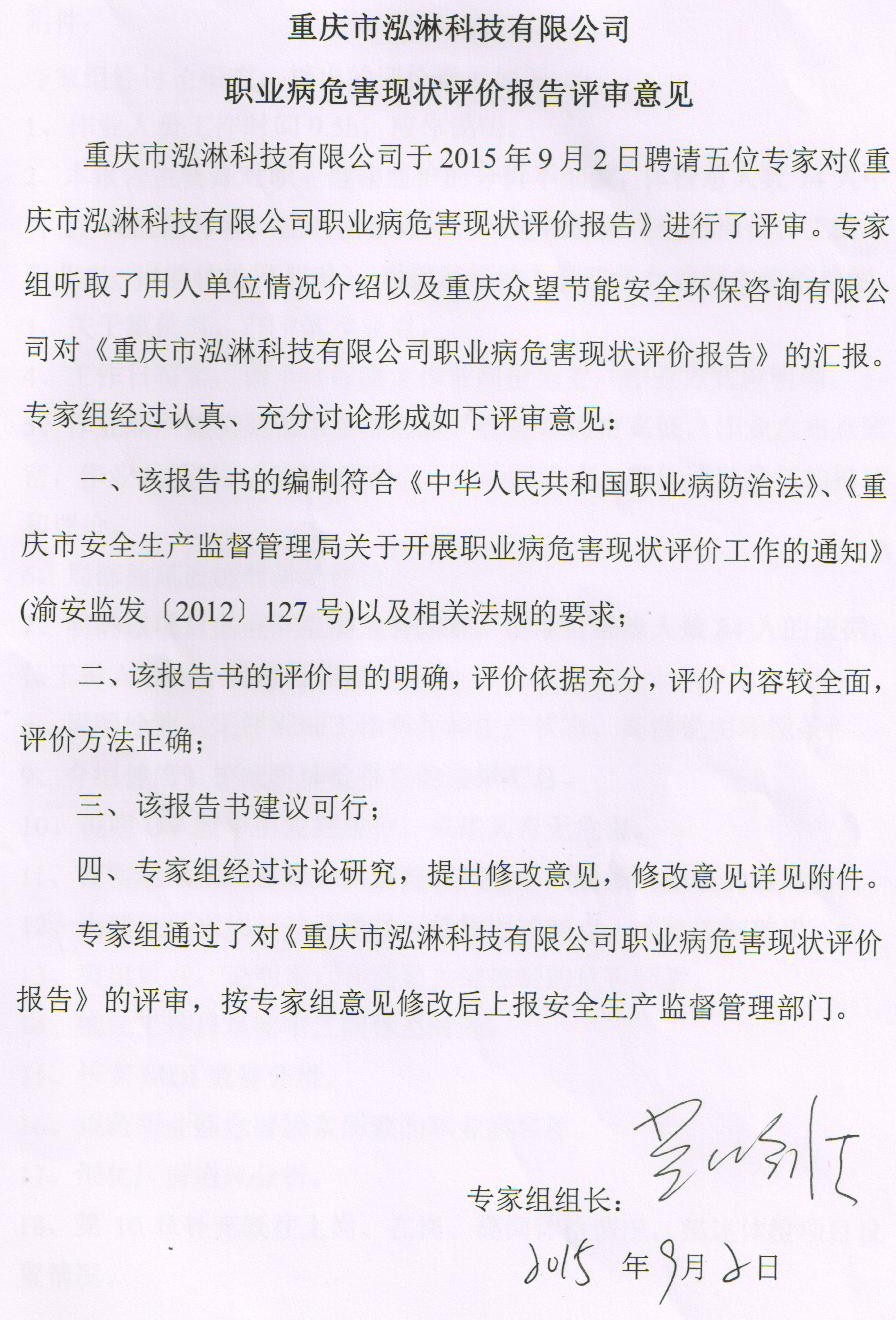 重庆市泓淋科技有限公司
职业病危害现状评价报告评审意见
重庆市泓淋科技有限公司于 2015 年 9 月 2 日聘请五位专家对《重
庆市泓淋科技有限公司职业病危害现状评价报告》进行了评审。专家
组听取了用人单位情况介绍以及重庆众望节能安全环保咨询有限公
司对《重庆市泓淋科技有限公司职业病危害现状评价报告》的汇报。
专家组经过认真、充分讨论形成如下评审意见：
一、该报告书的编制符合《中华人民共和国职业病防治法》、《重
庆市安全生产监督管理局关于开展职业病危害现状评价工作的通知》
(渝安监发〔2012〕127 号)以及相关法规的要求；
二、该报告书的评价目的明确，评价依据充分，评价内容较全面，
评价方法正确；
三、该报告书建议可行；
四、专家组经过讨论研究，提出修改意见，修改意见详见附件。
专家组通过了对《重庆市泓淋科技有限公司职业病危害现状评价
报告》的评审，按专家组意见修改后上报安全生产监督管理部门。
专家组组长：
2015 年 9 月 2 日